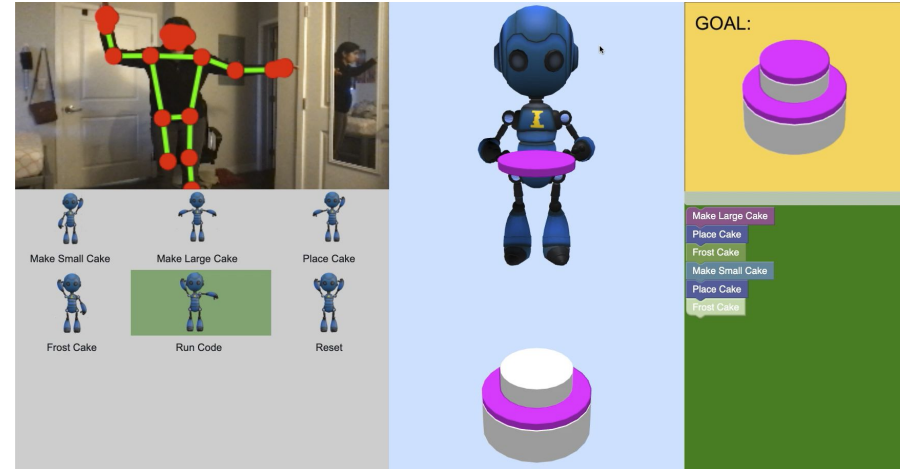 GOAL:
I
Make Small Cake
Make Large Cake
Place Cake
Frost Cake
Run Code
Reset
Make Large Cake
Place Cake
Frost Cake
Make Small Cake
Place Cake
Frost Cake